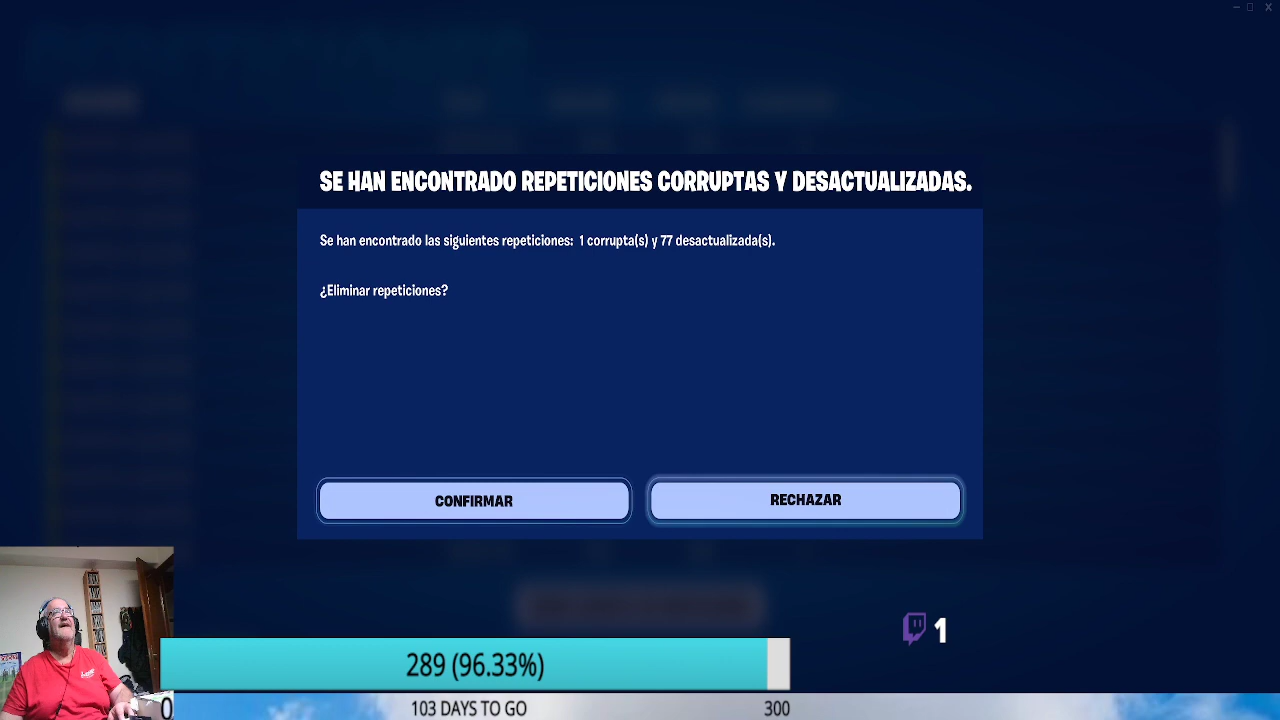 SE HAN ENCONTRADO REPETICIONES CORRUPTAS Y DESACTUALIZADAS.
Se han encontrado las siguientes repeticiones: 1 corrupta(s) y 77 desactualizada(s).
¿Eliminar repeticiones?
CONFIRMAR
RECHAZAR
1
289 (96.33%)
0
103 DAYS TO GO
300